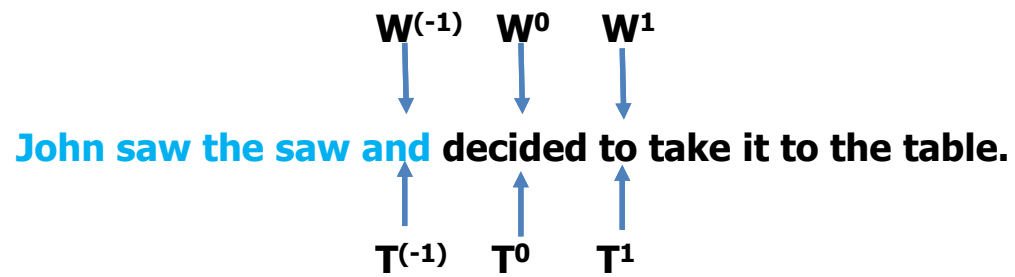 W(-1) W0 W1
John saw the saw and decided to take it to the table.
T(-1) T0 T1